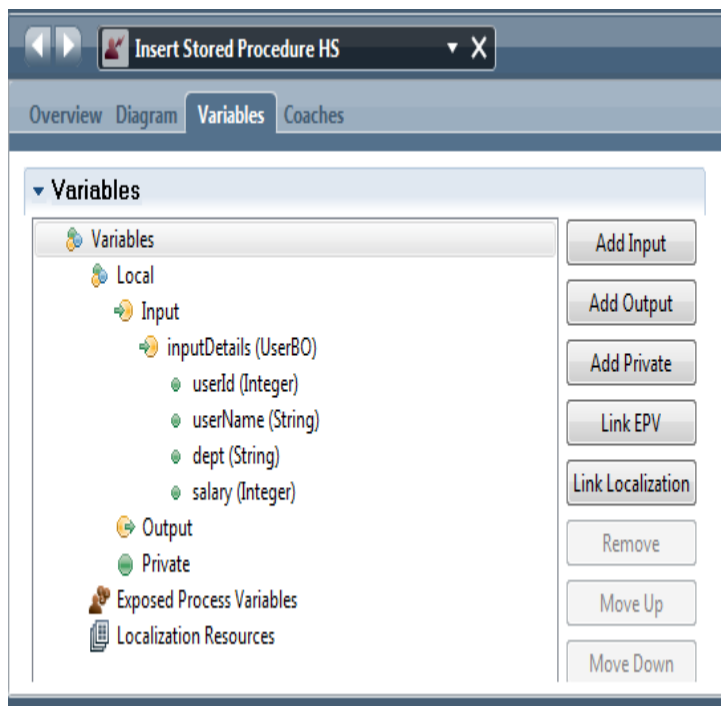 Insert Stored Procedure HS
Overview Diagram Variables Coaches
Variables
Variables
Local
Input
inputDetails (UserBO)
userId (Integer)
userName (String)
dept (String)
salary (Integer)
Output
Private
Exposed Process Variables
Localization Resources
Add Input
Add Output
Add Private
Link EPV
Link Localization
Remove
Move Up
Move Down